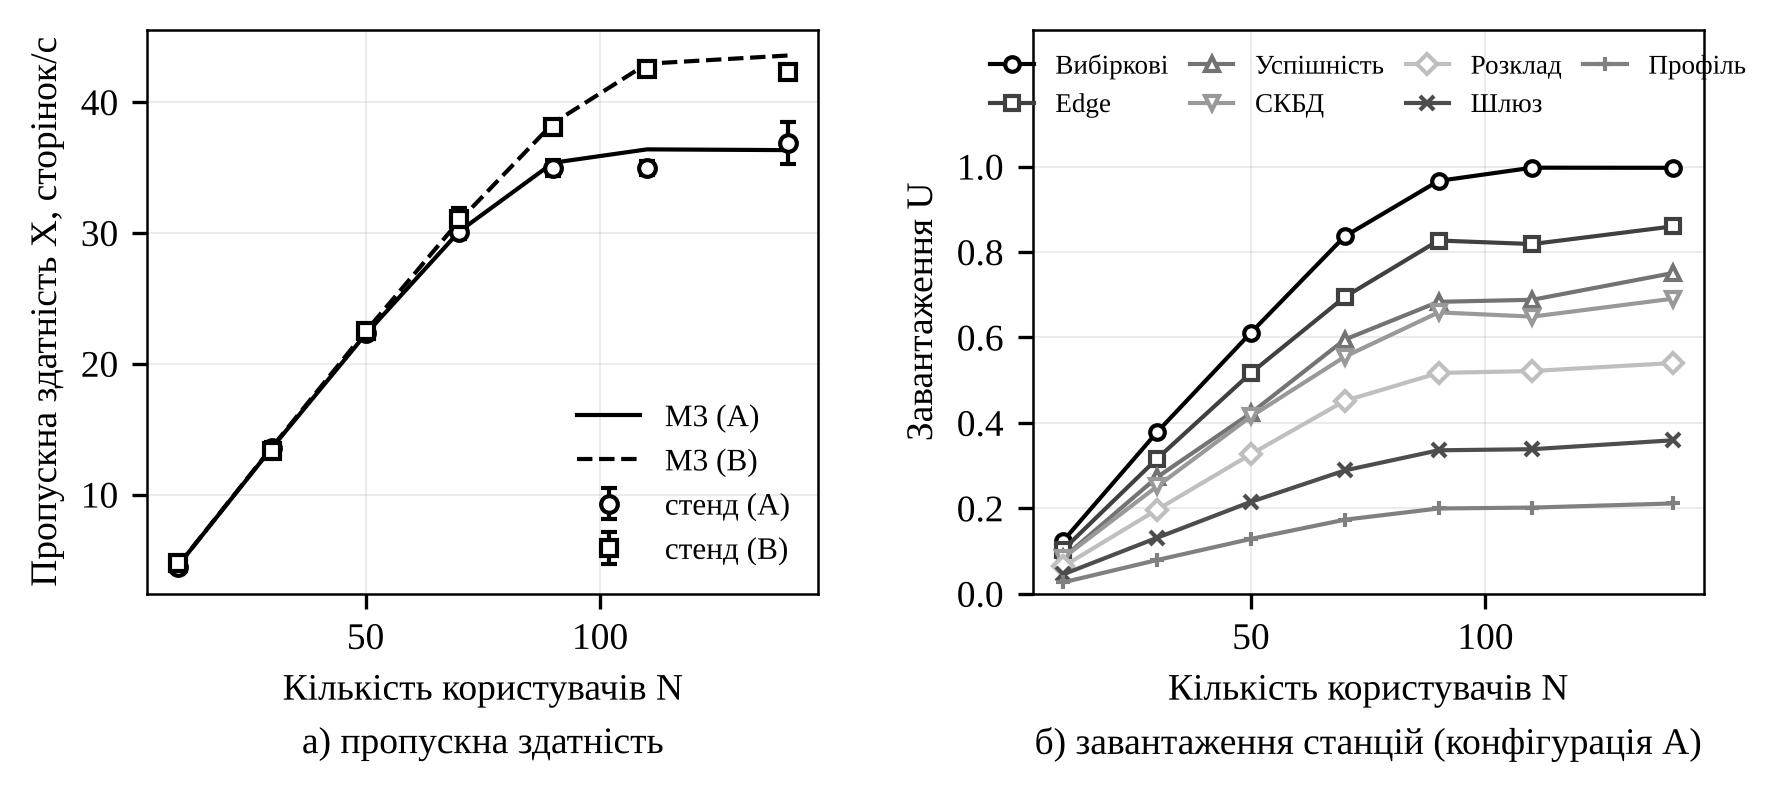 Пропускна здатність X, сторінок/с
40
30
20
10
50
100
МЗ (А)
МЗ (В)
стенд (А)
стенд (В)
Кількість користувачів N
а) пропускна здатність
Завантаження U
Вибіркові
Успішність
Розклад
Профіль
Edge
СКБД
Шлюз
1.0
0.8
0.6
0.4
0.2
0.0
50
100
Кількість користувачів N
б) завантаження станцій (конфігурація А)